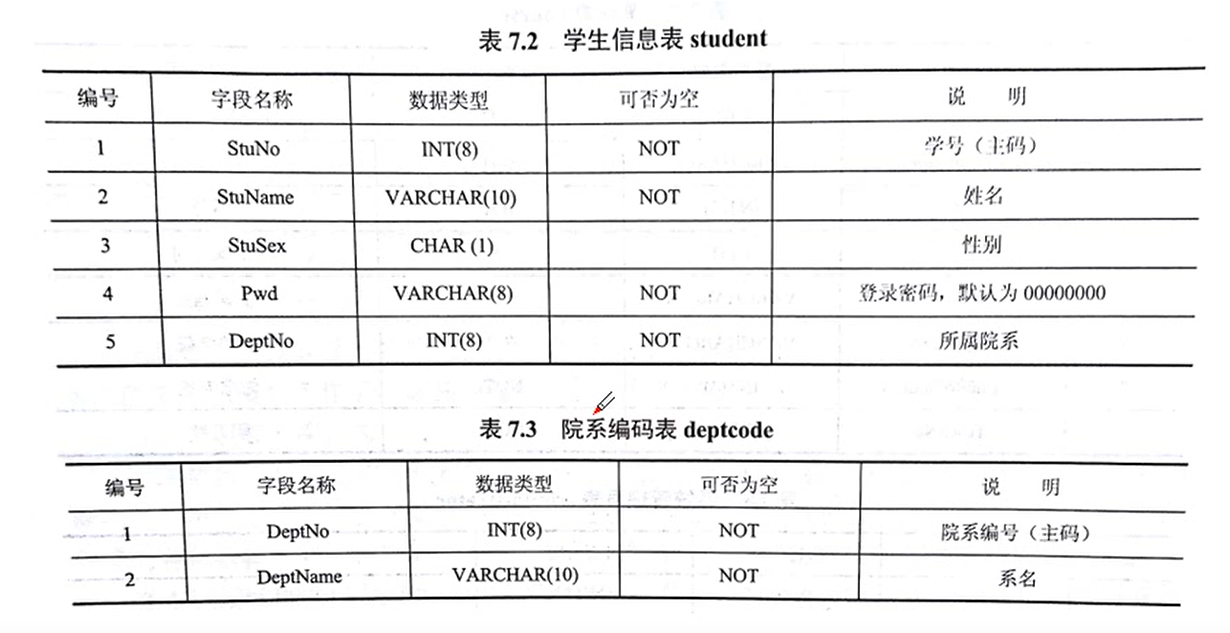 表 7.2 学生信息表 student
编号 字段名称 数据类型 可否为空 说 明
1 StuNo INT(8) NOT 学号（主码）
2 StuName VARCHAR(10) NOT 姓名
3 StuSex CHAR (1) 性别
4 Pwd VARCHAR(8) NOT 登录密码，默认为 00000000
5 DeptNo INT(8) NOT 所属院系
表 7.3 院系编码表 deptcode
编号 字段名称 数据类型 可否为空 说 明
1 DeptNo INT(8) NOT 院系编号（主码）
2 DeptName VARCHAR(10) NOT 系名